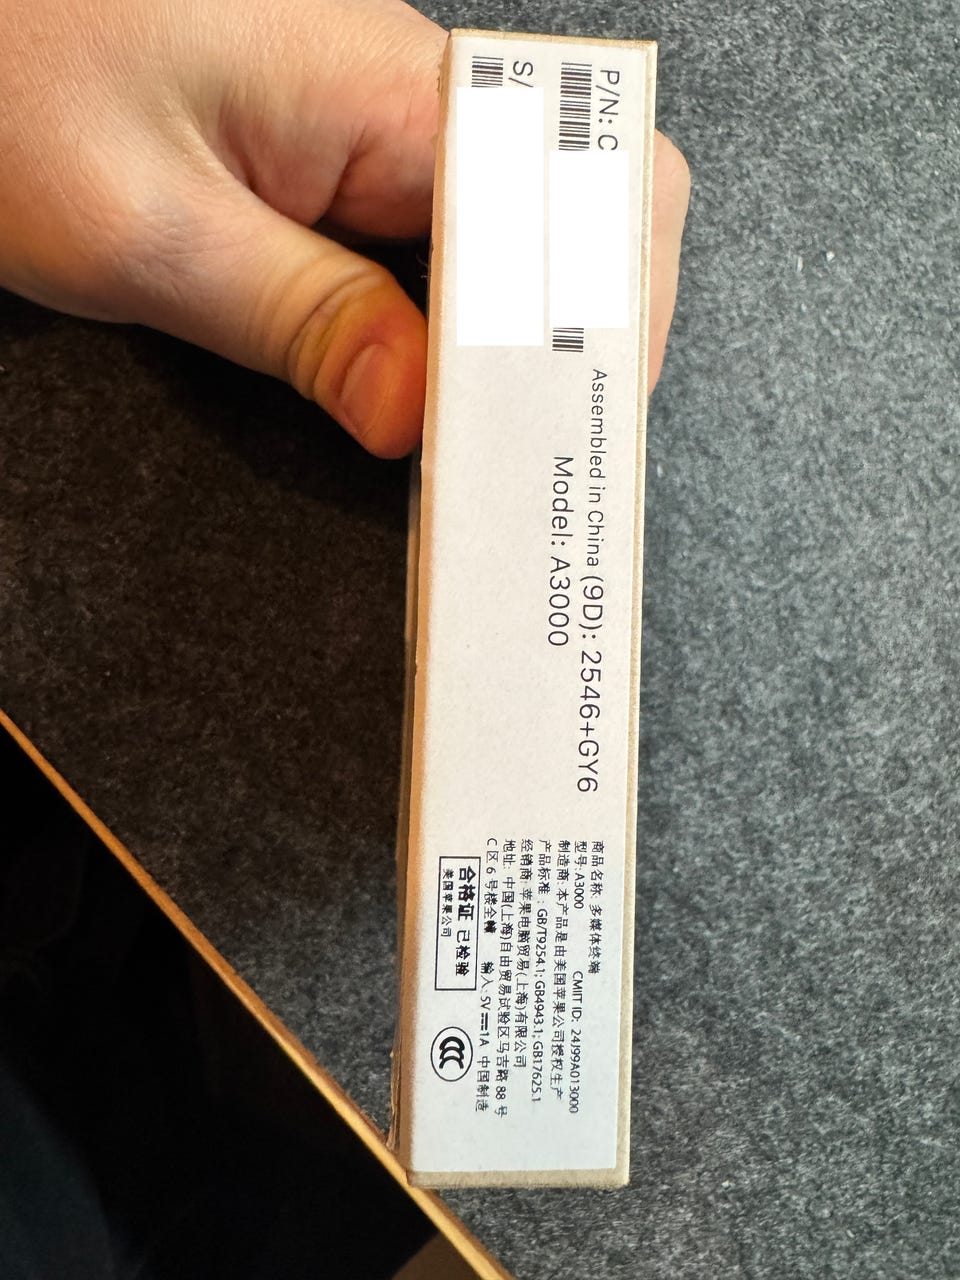 P/N: C
S/
Assembled in China (9D): 2546+GY6
Model: A3000
商品名称: 多媒体终端
型号: A3000 CMIIT ID: 24J99A013000
制造商: 本产品是由美国苹果公司授权生产
产品标准: GB/T9254.1; GB4943.1; GB17625.1
经销商: 苹果电脑贸易(上海)有限公司
地址: 中国(上海)自由贸易试验区马吉路 88 号
C 区 6 号楼全幢 输入: 5V⎓1A 中国制造
合格证 已检验
美国苹果公司
CCC